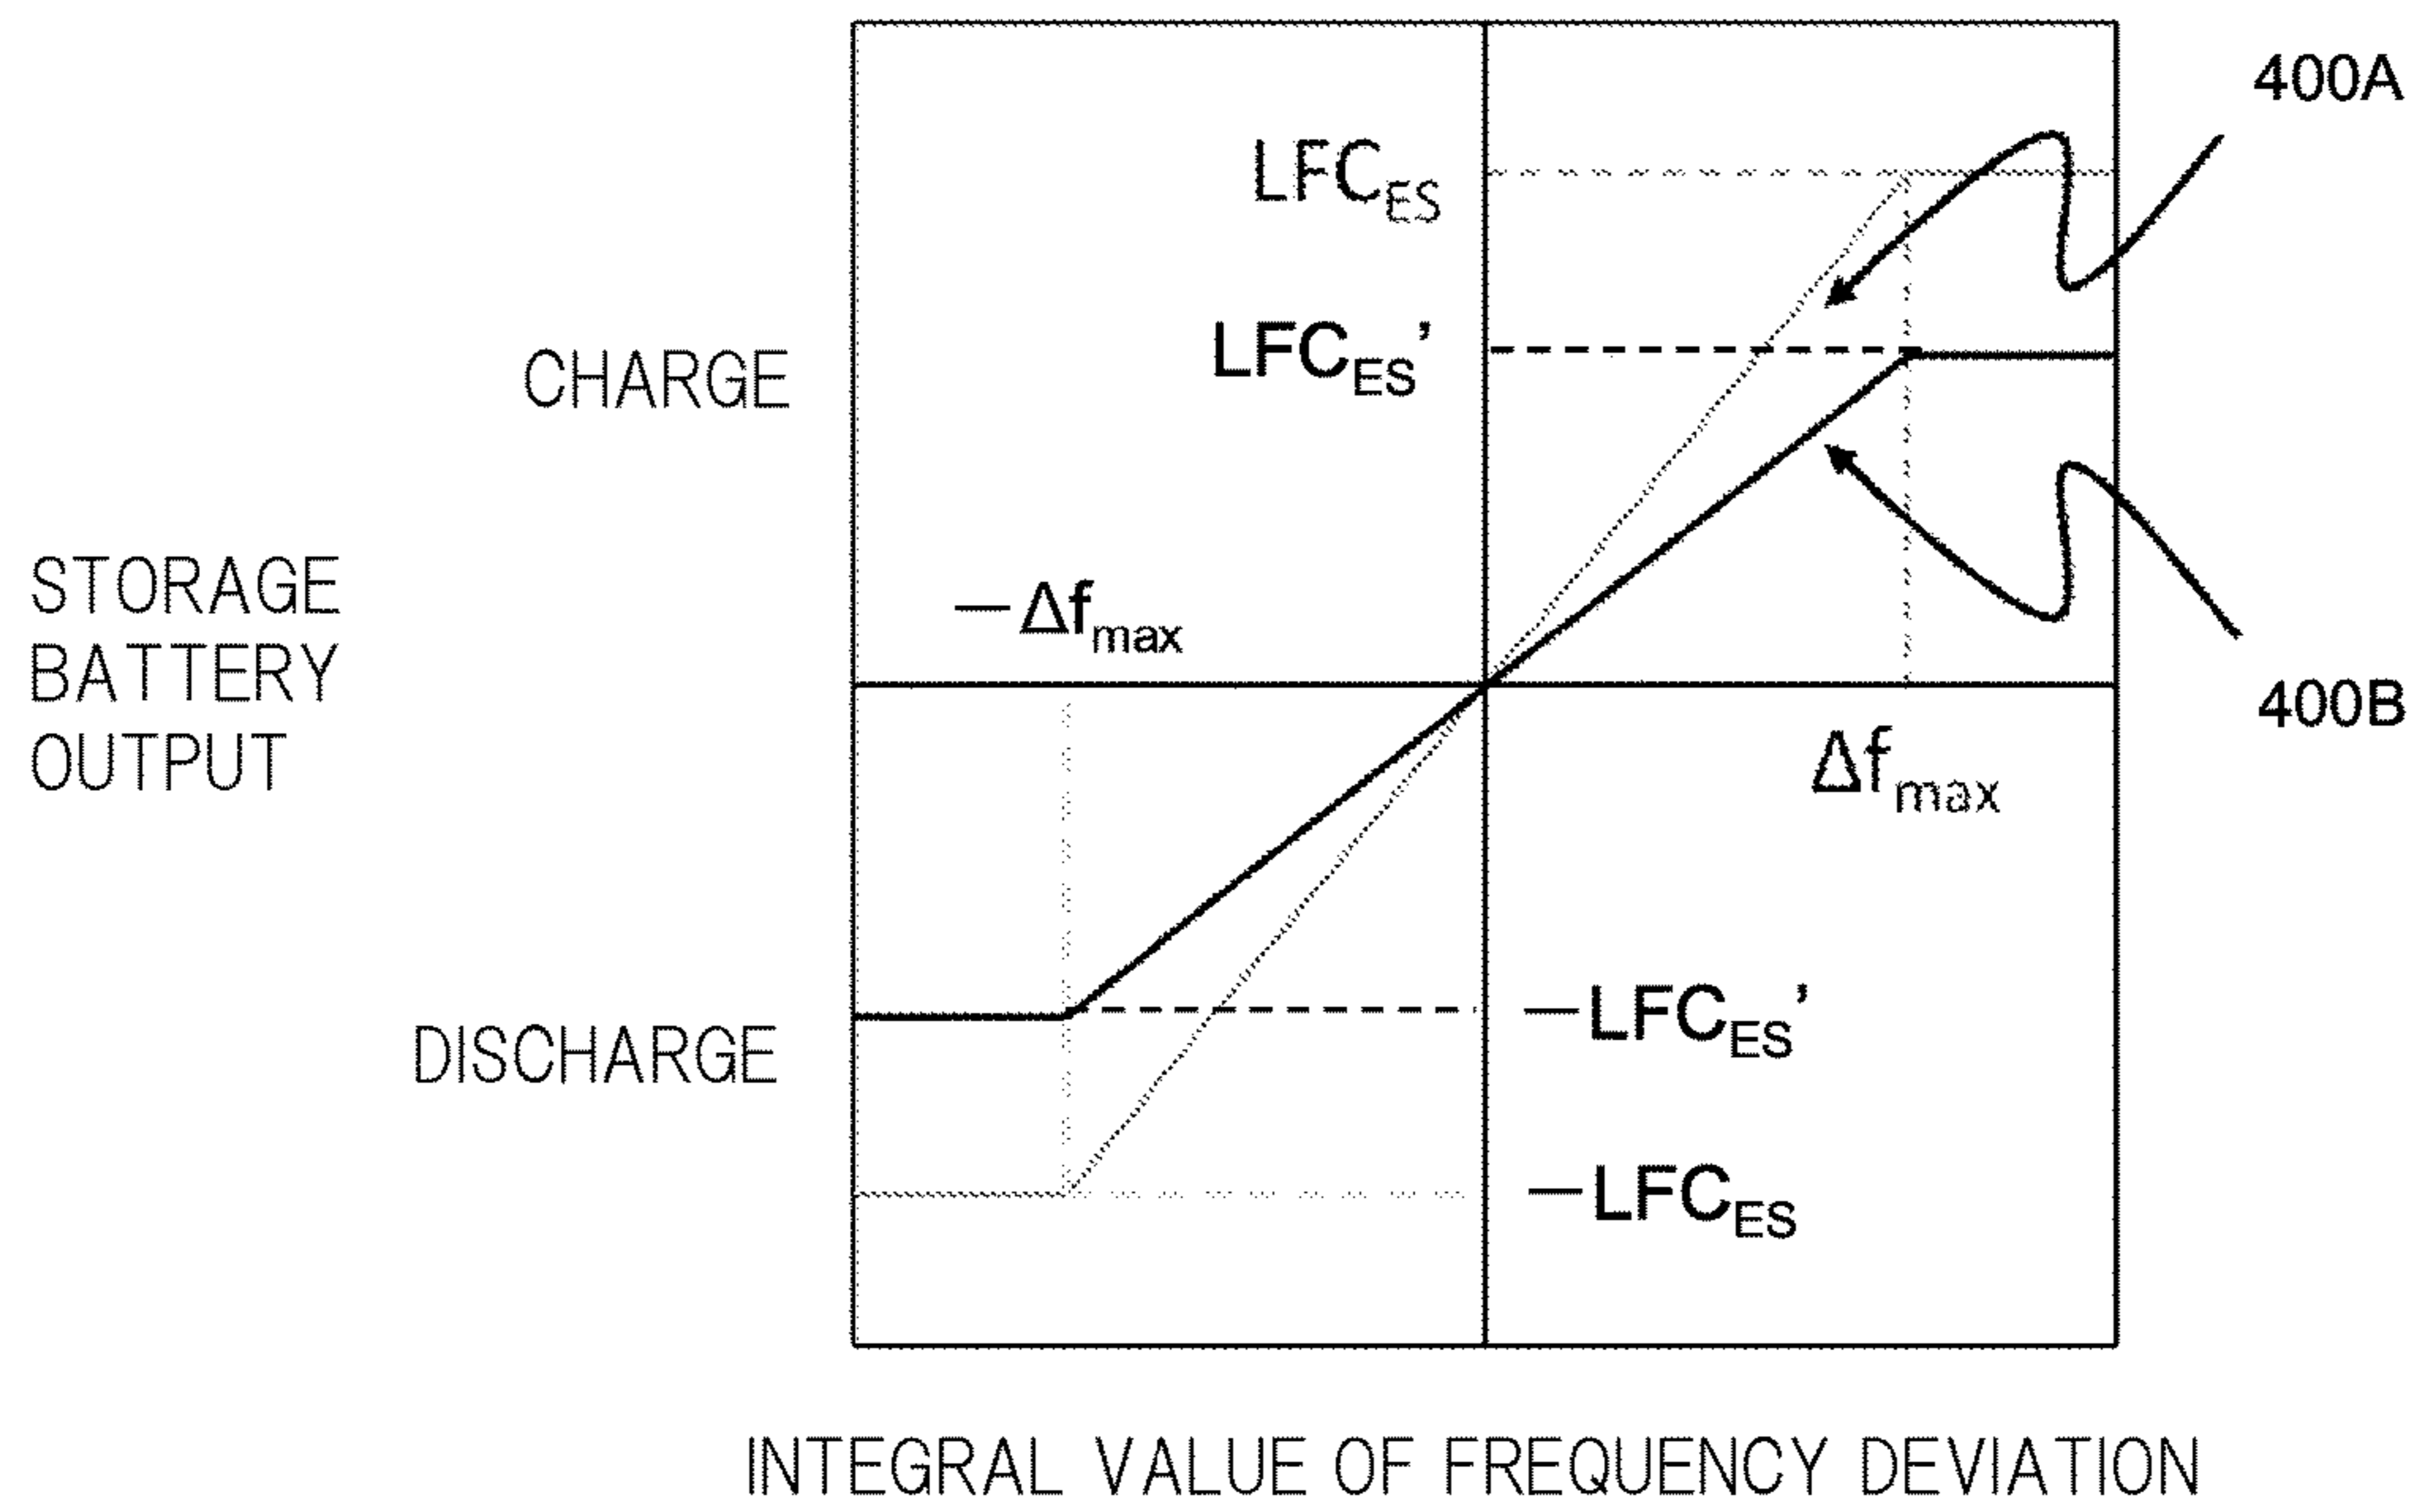 400A
LFC_ES
LFC_ES’
CHARGE
STORAGE
BATTERY
OUTPUT
—Δf_max
400B
Δf_max
—LFC_ES’
DISCHARGE
—LFC_ES
INTEGRAL VALUE OF FREQUENCY DEVIATION